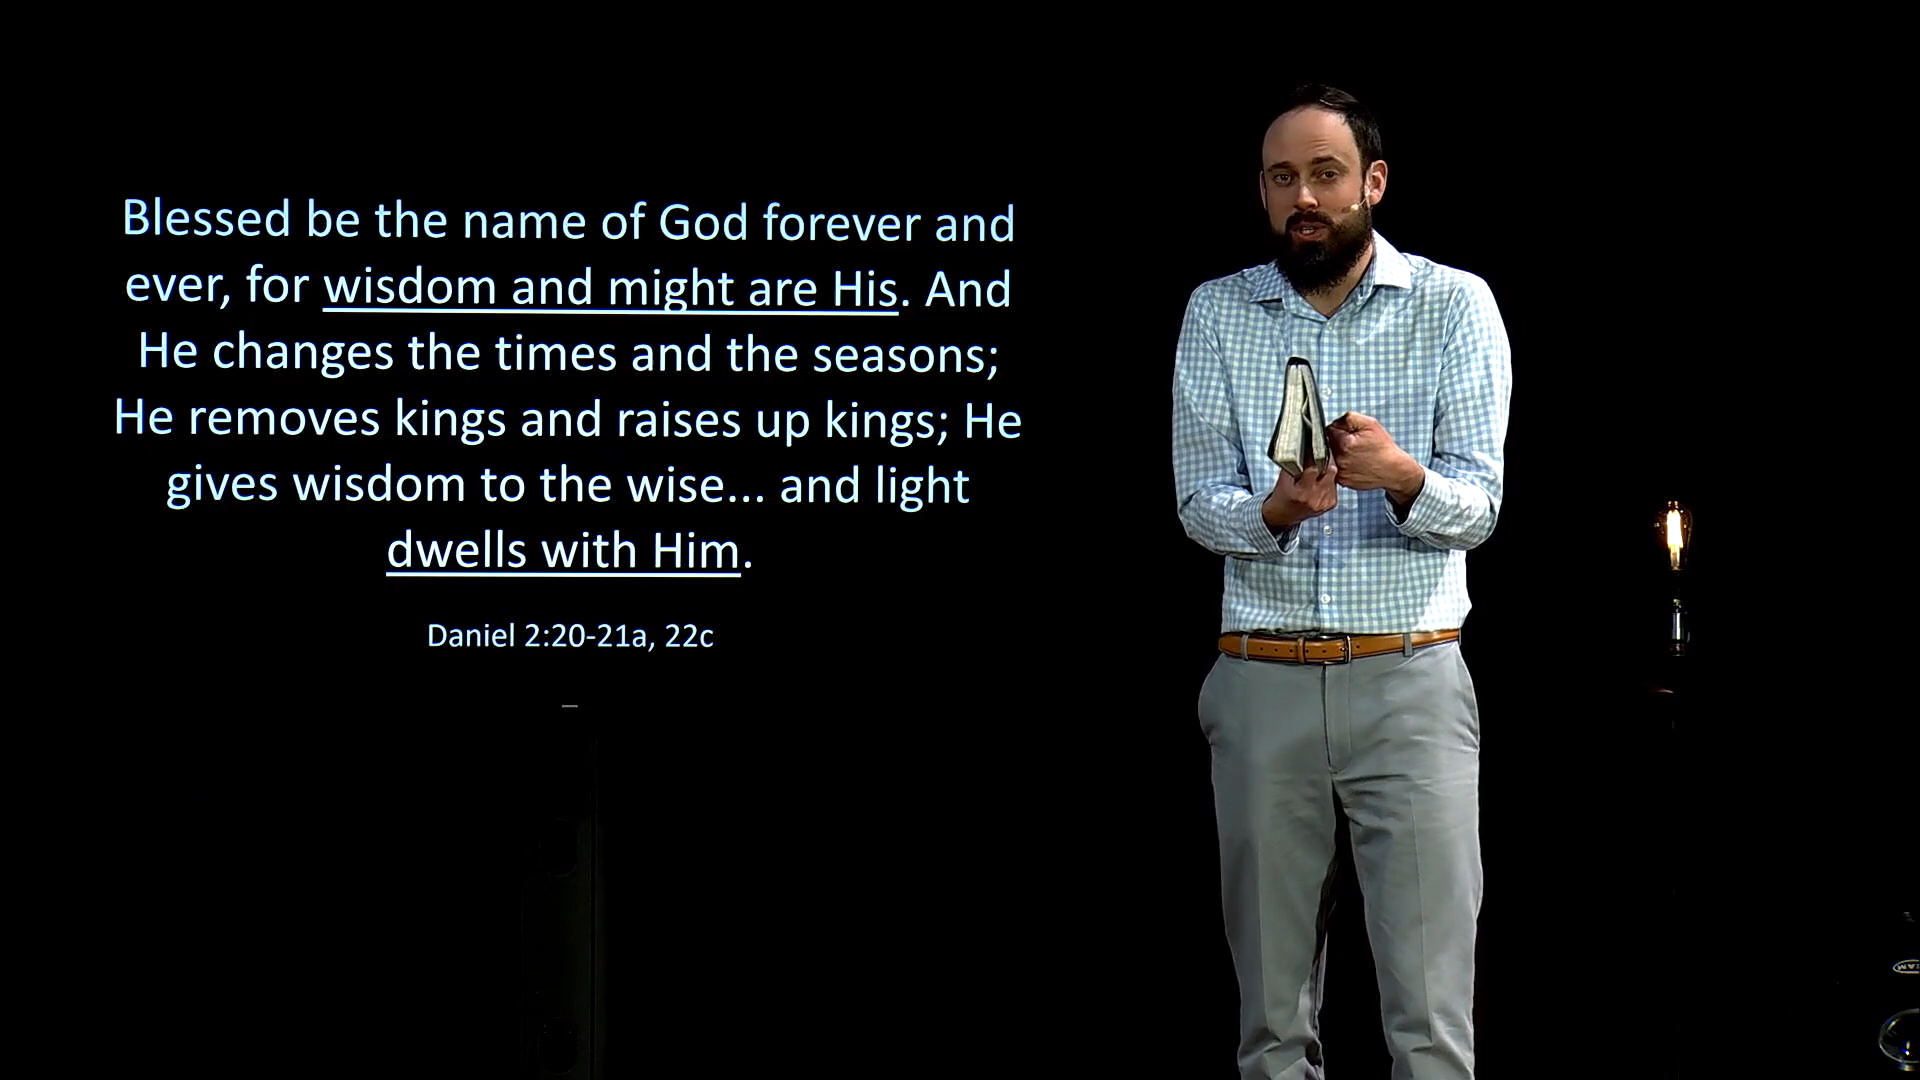 Blessed be the name of God forever and
ever, for wisdom and might are His. And
He changes the times and the seasons;
He removes kings and raises up kings; He
gives wisdom to the wise... and light
dwells with Him.
Daniel 2:20-21a, 22c